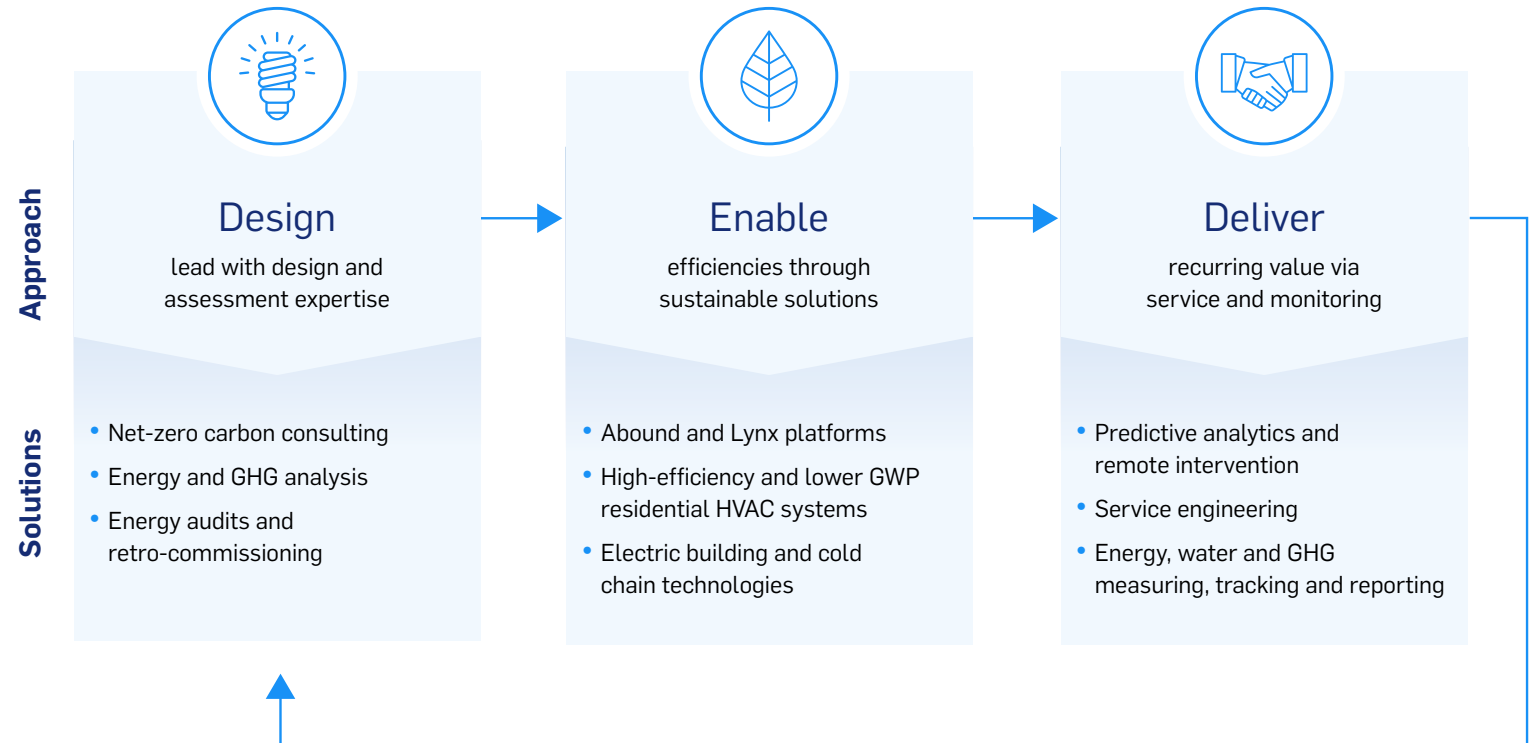 Approach
Design
lead with design and
assessment expertise
Enable
efficiencies through
sustainable solutions
Deliver
recurring value via
service and monitoring
Solutions
• Net-zero carbon consulting
• Energy and GHG analysis
• Energy audits and
retro-commissioning
• Abound and Lynx platforms
• High-efficiency and lower GWP
residential HVAC systems
• Electric building and cold
chain technologies
• Predictive analytics and
remote intervention
• Service engineering
• Energy, water and GHG
measuring, tracking and reporting